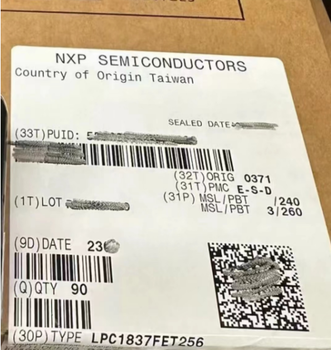 NXP SEMICONDUCTORS
Country of Origin Taiwan
SEALED DATE
(33T)PUID:
(32T)ORIG 0371
(31T)PMC E-S-D
(31P) MSL/PBT /240
MSL/PBT 3/260
(1T)LOT
(9D)DATE 23
(Q)QTY 90
(30P)TYPE LPC1837FET256